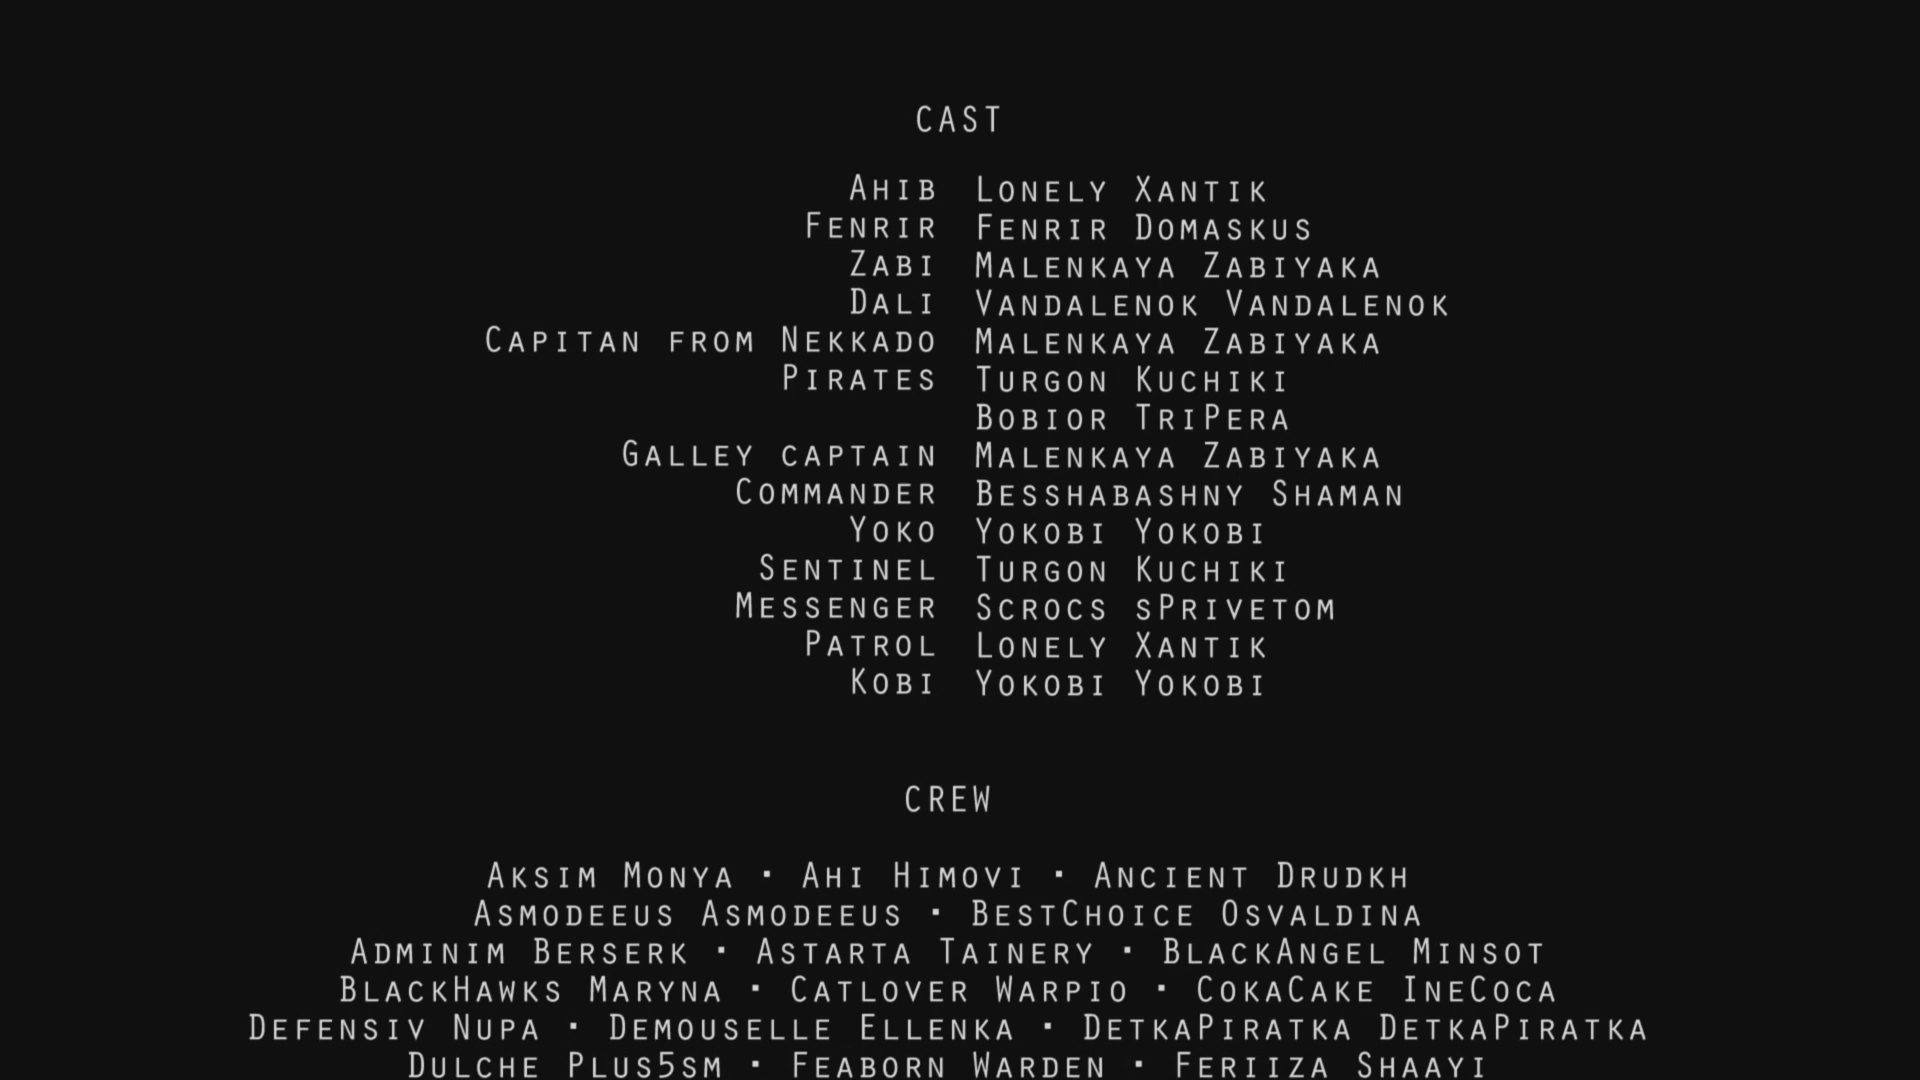 CAST
Ahib Lonely Xantik
Fenrir Fenrir Domaskus
Zabi Malenkaya Zabiyaka
Dali Vandalenok Vandalenok
Capitan from Nekkado Malenkaya Zabiyaka
Pirates Turgon Kuchiki
Bobior TriPera
Galley captain Malenkaya Zabiyaka
Commander Besshabashny Shaman
Yoko Yokobi Yokobi
Sentinel Turgon Kuchiki
Messenger Scrocs sPrivetom
Patrol Lonely Xantik
Kobi Yokobi Yokobi
CREW
Aksim Monya · Ahi Himovi · Ancient Drudkh
Asmodeeus Asmodeeus · BestChoice Osvaldina
Adminim Berserk · Astarta Tainery · BlackAngel Minsot
BlackHawks Maryna · Catlover Warpio · CokaCake IneCoca
Defensiv Nupa · Demouselle Ellenka · DetkaPiratka DetkaPiratka
Dulche Plus5sm · Feaborn Warden · Feriiza Shaayi